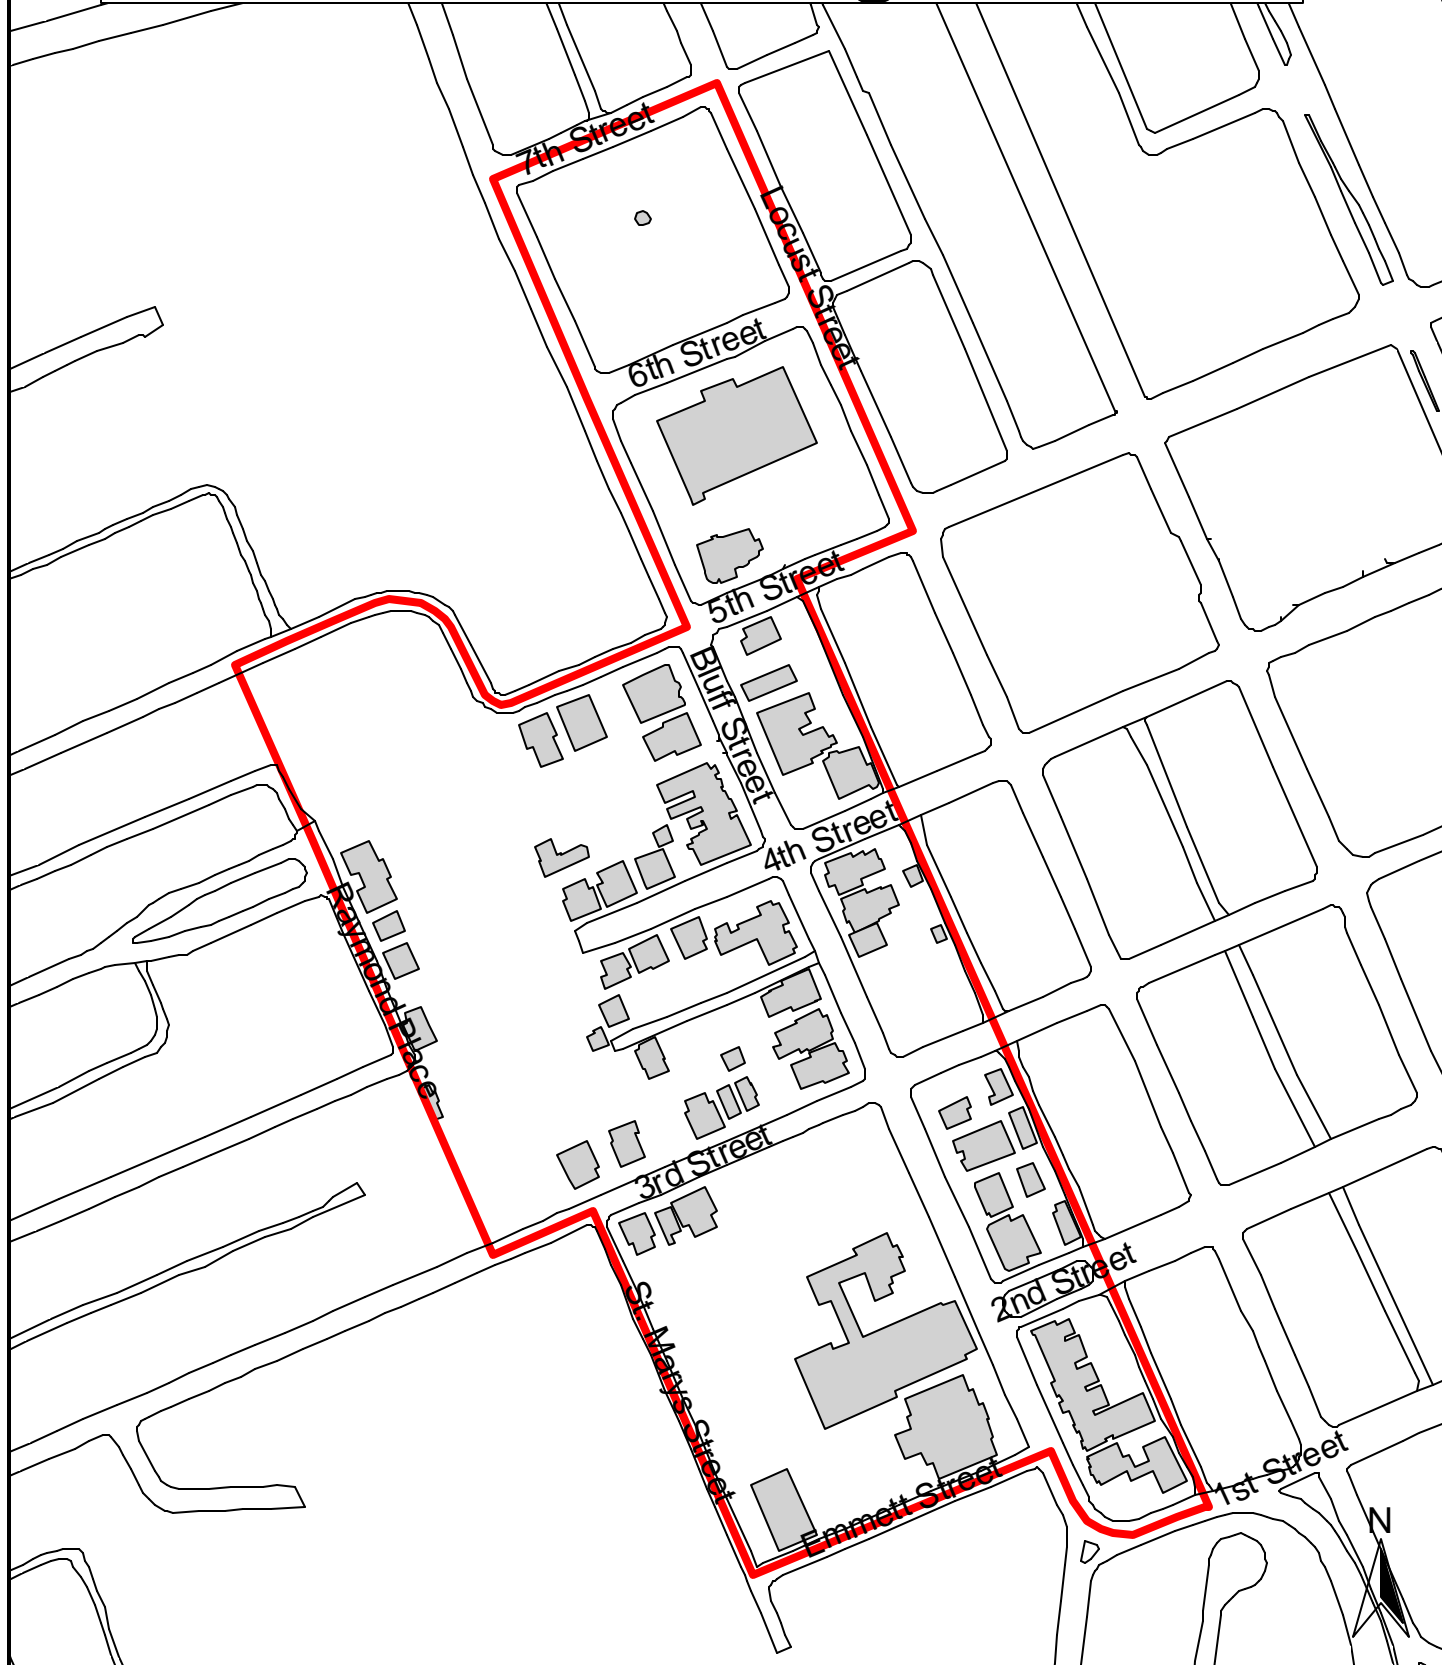 7th Street
Locust Street
6th Street
5th Street
Bluff Street
4th Street
Raymond Place
3rd Street
2nd Street
St. Marys Street
1st Street
Emmett Street
N